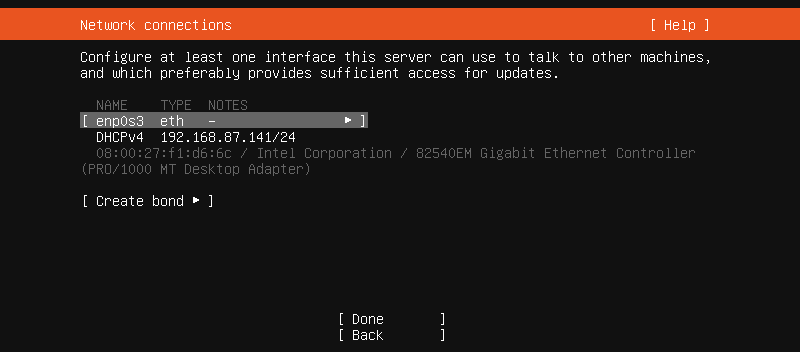 Network connections [ Help ]
Configure at least one interface this server can use to talk to other machines,
and which preferably provides sufficient access for updates.
NAME TYPE NOTES
[ enp0s3 eth – ▸ ]
DHCPv4 192.168.87.141/24
08:00:27:f1:d6:6c / Intel Corporation / 82540EM Gigabit Ethernet Controller
(PRO/1000 MT Desktop Adapter)
[ Create bond ▸ ]
[ Done ]
[ Back ]